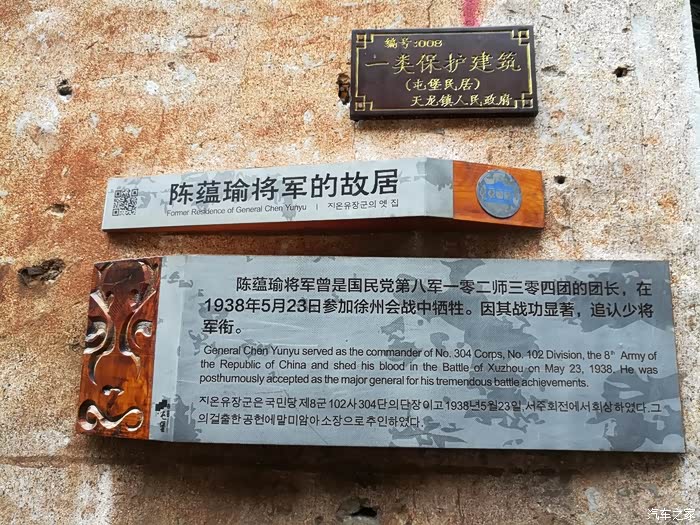 编号:008
一类保护建筑
(屯堡民居)
天龙镇人民政府
陈蕴瑜将军的故居
Former Residence of General Chen Yunyu | 지온유장군의 옛 집
陈蕴瑜将军曾是国民党第八军一零二师三零四团的团长，在
1938年5月23日参加徐州会战中牺牲。因其战功显著，追认少将
军衔。
General Chen Yunyu served as the commander of No. 304 Corps, No. 102 Division, the 8th Army of
the Republic of China and shed his blood in the Battle of Xuzhou on May 23, 1938. He was
posthumously accepted as the major general for his tremendous battle achievements.
지온유장군은국민당 제8군 102사304단의단장이고1938년5월23일 서주회전에서희상하였다.그
의걸출한공헌에말미암아소장으로추인하였다.
汽车之家